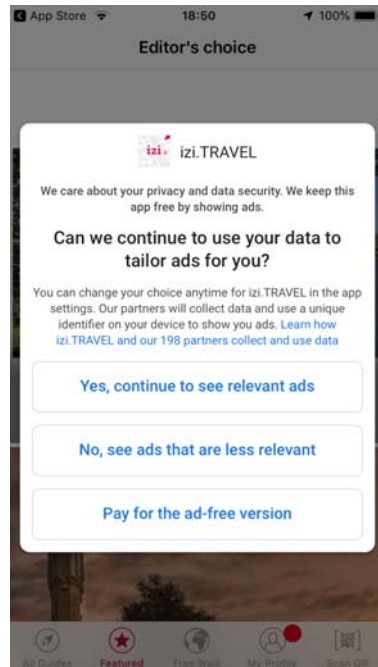 App Store 18:50 100%
Editor's choice
izi. izi.TRAVEL
We care about your privacy and data security. We keep this
app free by showing ads.
Can we continue to use your data to
tailor ads for you?
You can change your choice anytime for izi.TRAVEL in the app
settings. Our partners will collect data and use a unique
identifier on your device to show you ads. Learn how
izi.TRAVEL and our 198 partners collect and use data
Yes, continue to see relevant ads
No, see ads that are less relevant
Pay for the ad-free version
All Guides Featured Free Walk My Profile Scan QR